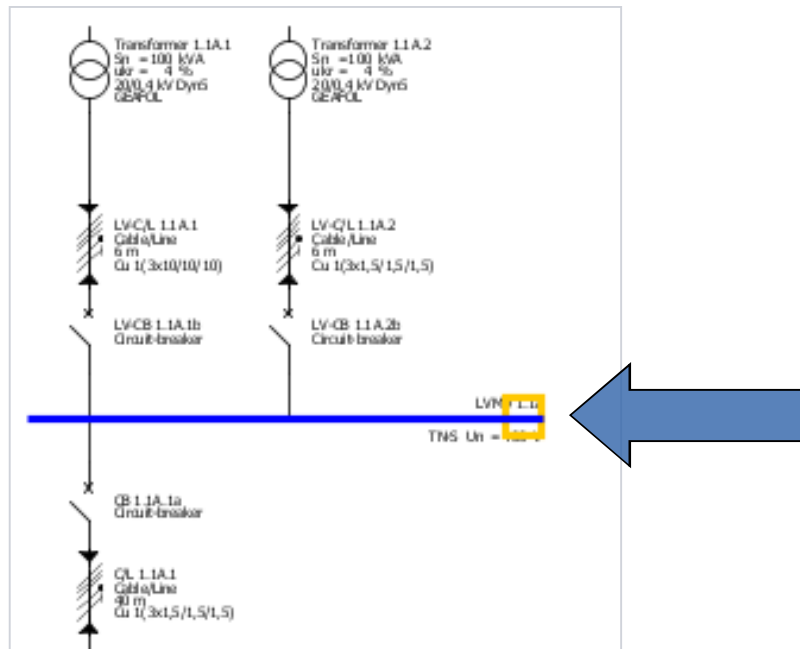 Transformer 1.1A.1
Sn =100 kVA
ukr = 4 %
20/0,4 kV Dyn5
GEAFOL
Transformer 1.1A.2
Sn =100 kVA
ukr = 4 %
20/0,4 kV Dyn5
GEAFOL
LV-C/L 1.1A.1
Cable/Line
6 m
Cu 1(3x10/10/10)
LV-C/L 1.1A.2
Cable/Line
6 m
Cu 1(3x1,5/1,5/1,5)
LV-CB 1.1A.1b
Circuit-breaker
LV-CB 1.1A.2b
Circuit-breaker
TN-S Un =
CB 1.1A.1a
Circuit-breaker
C/L 1.1A.1
Cable/Line
40 m
Cu 1(3x1,5/1,5/1,5)